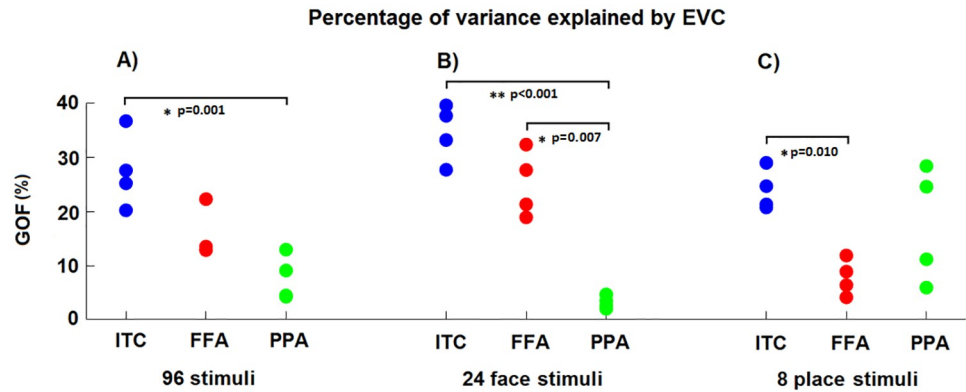 Percentage of variance explained by EVC
A)
B)
C)
* p=0.001
** p<0.001
* p=0.007
* p=0.010
GOF (%)
40
30
20
10
0
ITC FFA PPA ITC FFA PPA ITC FFA PPA
96 stimuli 24 face stimuli 8 place stimuli